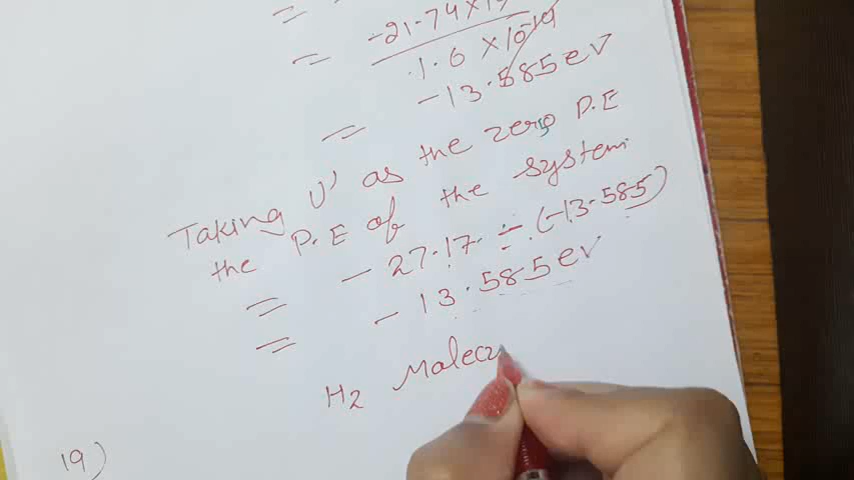 =
-21.74×10
= 1.6 ×10-19
= -13.585 eV
Taking U' as the zero P.E
the P.E of the system
= - 27.17 ÷ (-13.585)
= - 13.585 eV
H2 Malecu
19)